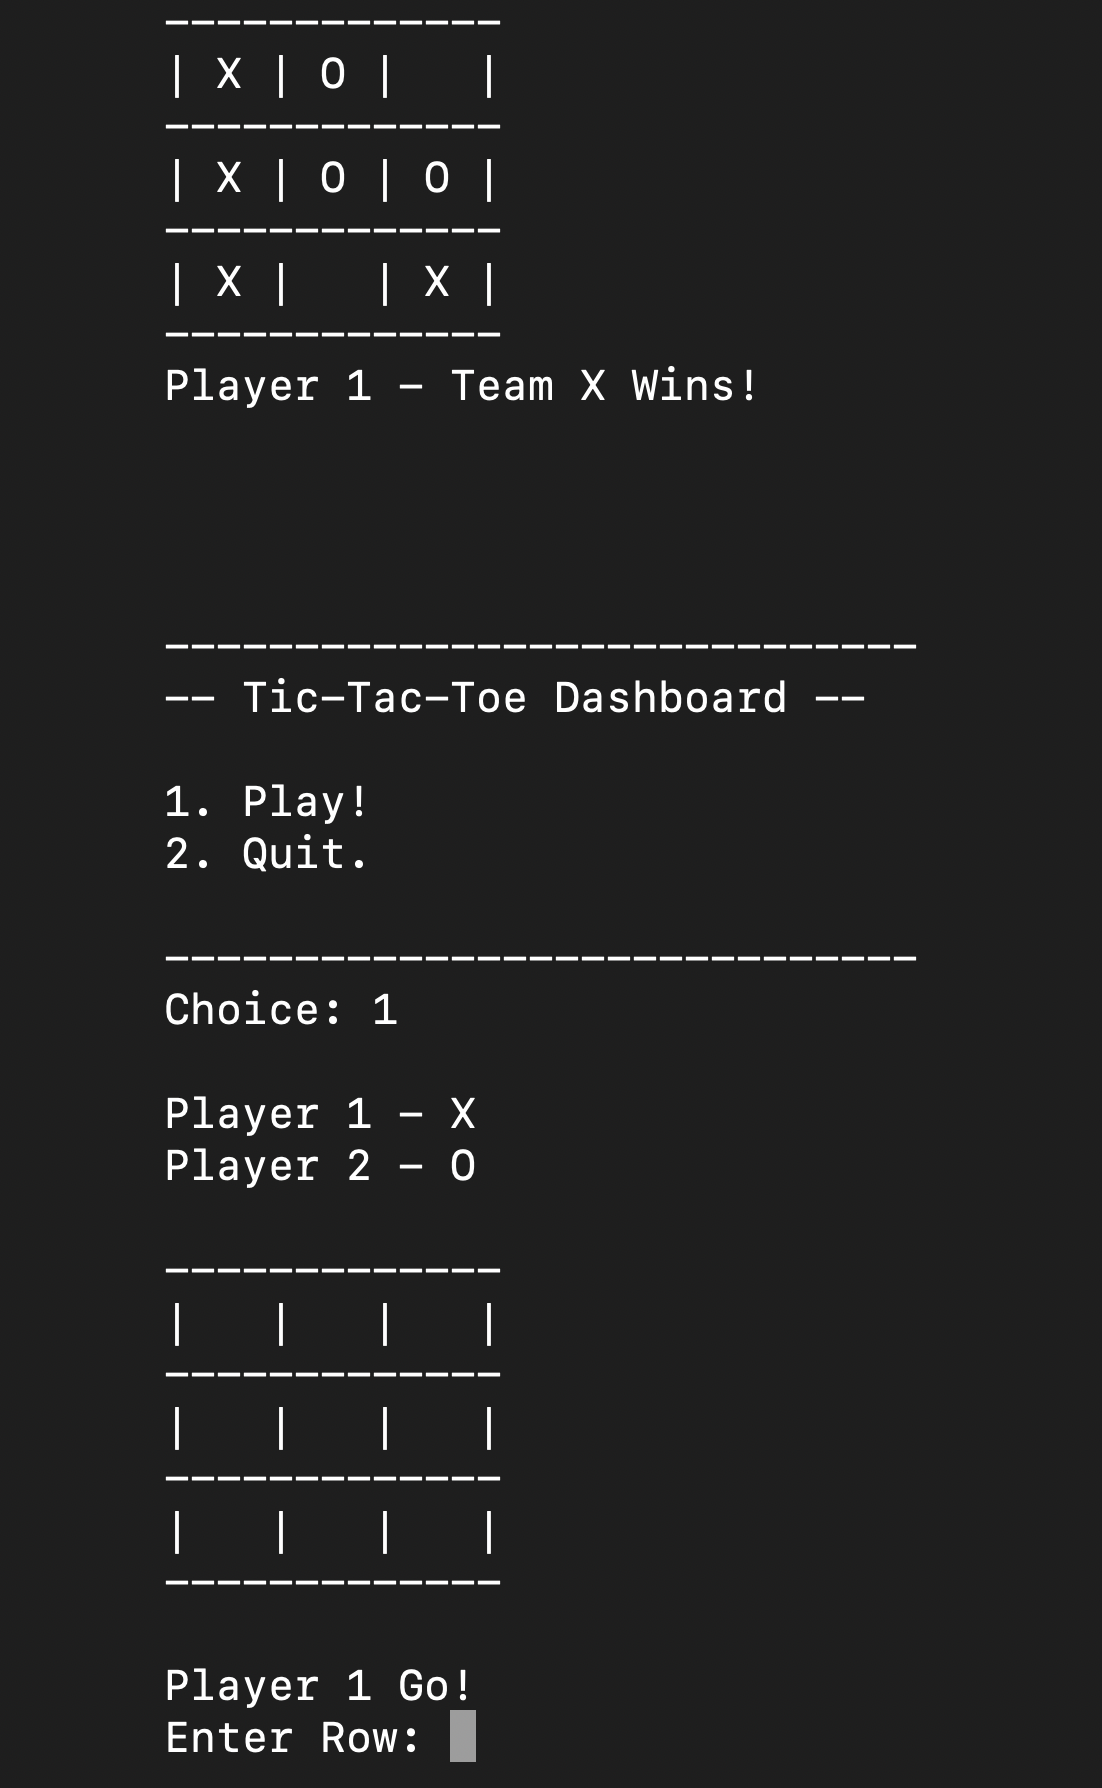 -------------
| X | O |   |
-------------
| X | O | O |
-------------
| X |   | X |
-------------
Player 1 - Team X Wins!
-----------------------------
-- Tic-Tac-Toe Dashboard --
1. Play!
2. Quit.
-----------------------------
Choice: 1
Player 1 - X
Player 2 - O
-------------
|   |   |   |
-------------
|   |   |   |
-------------
|   |   |   |
-------------
Player 1 Go!
Enter Row: